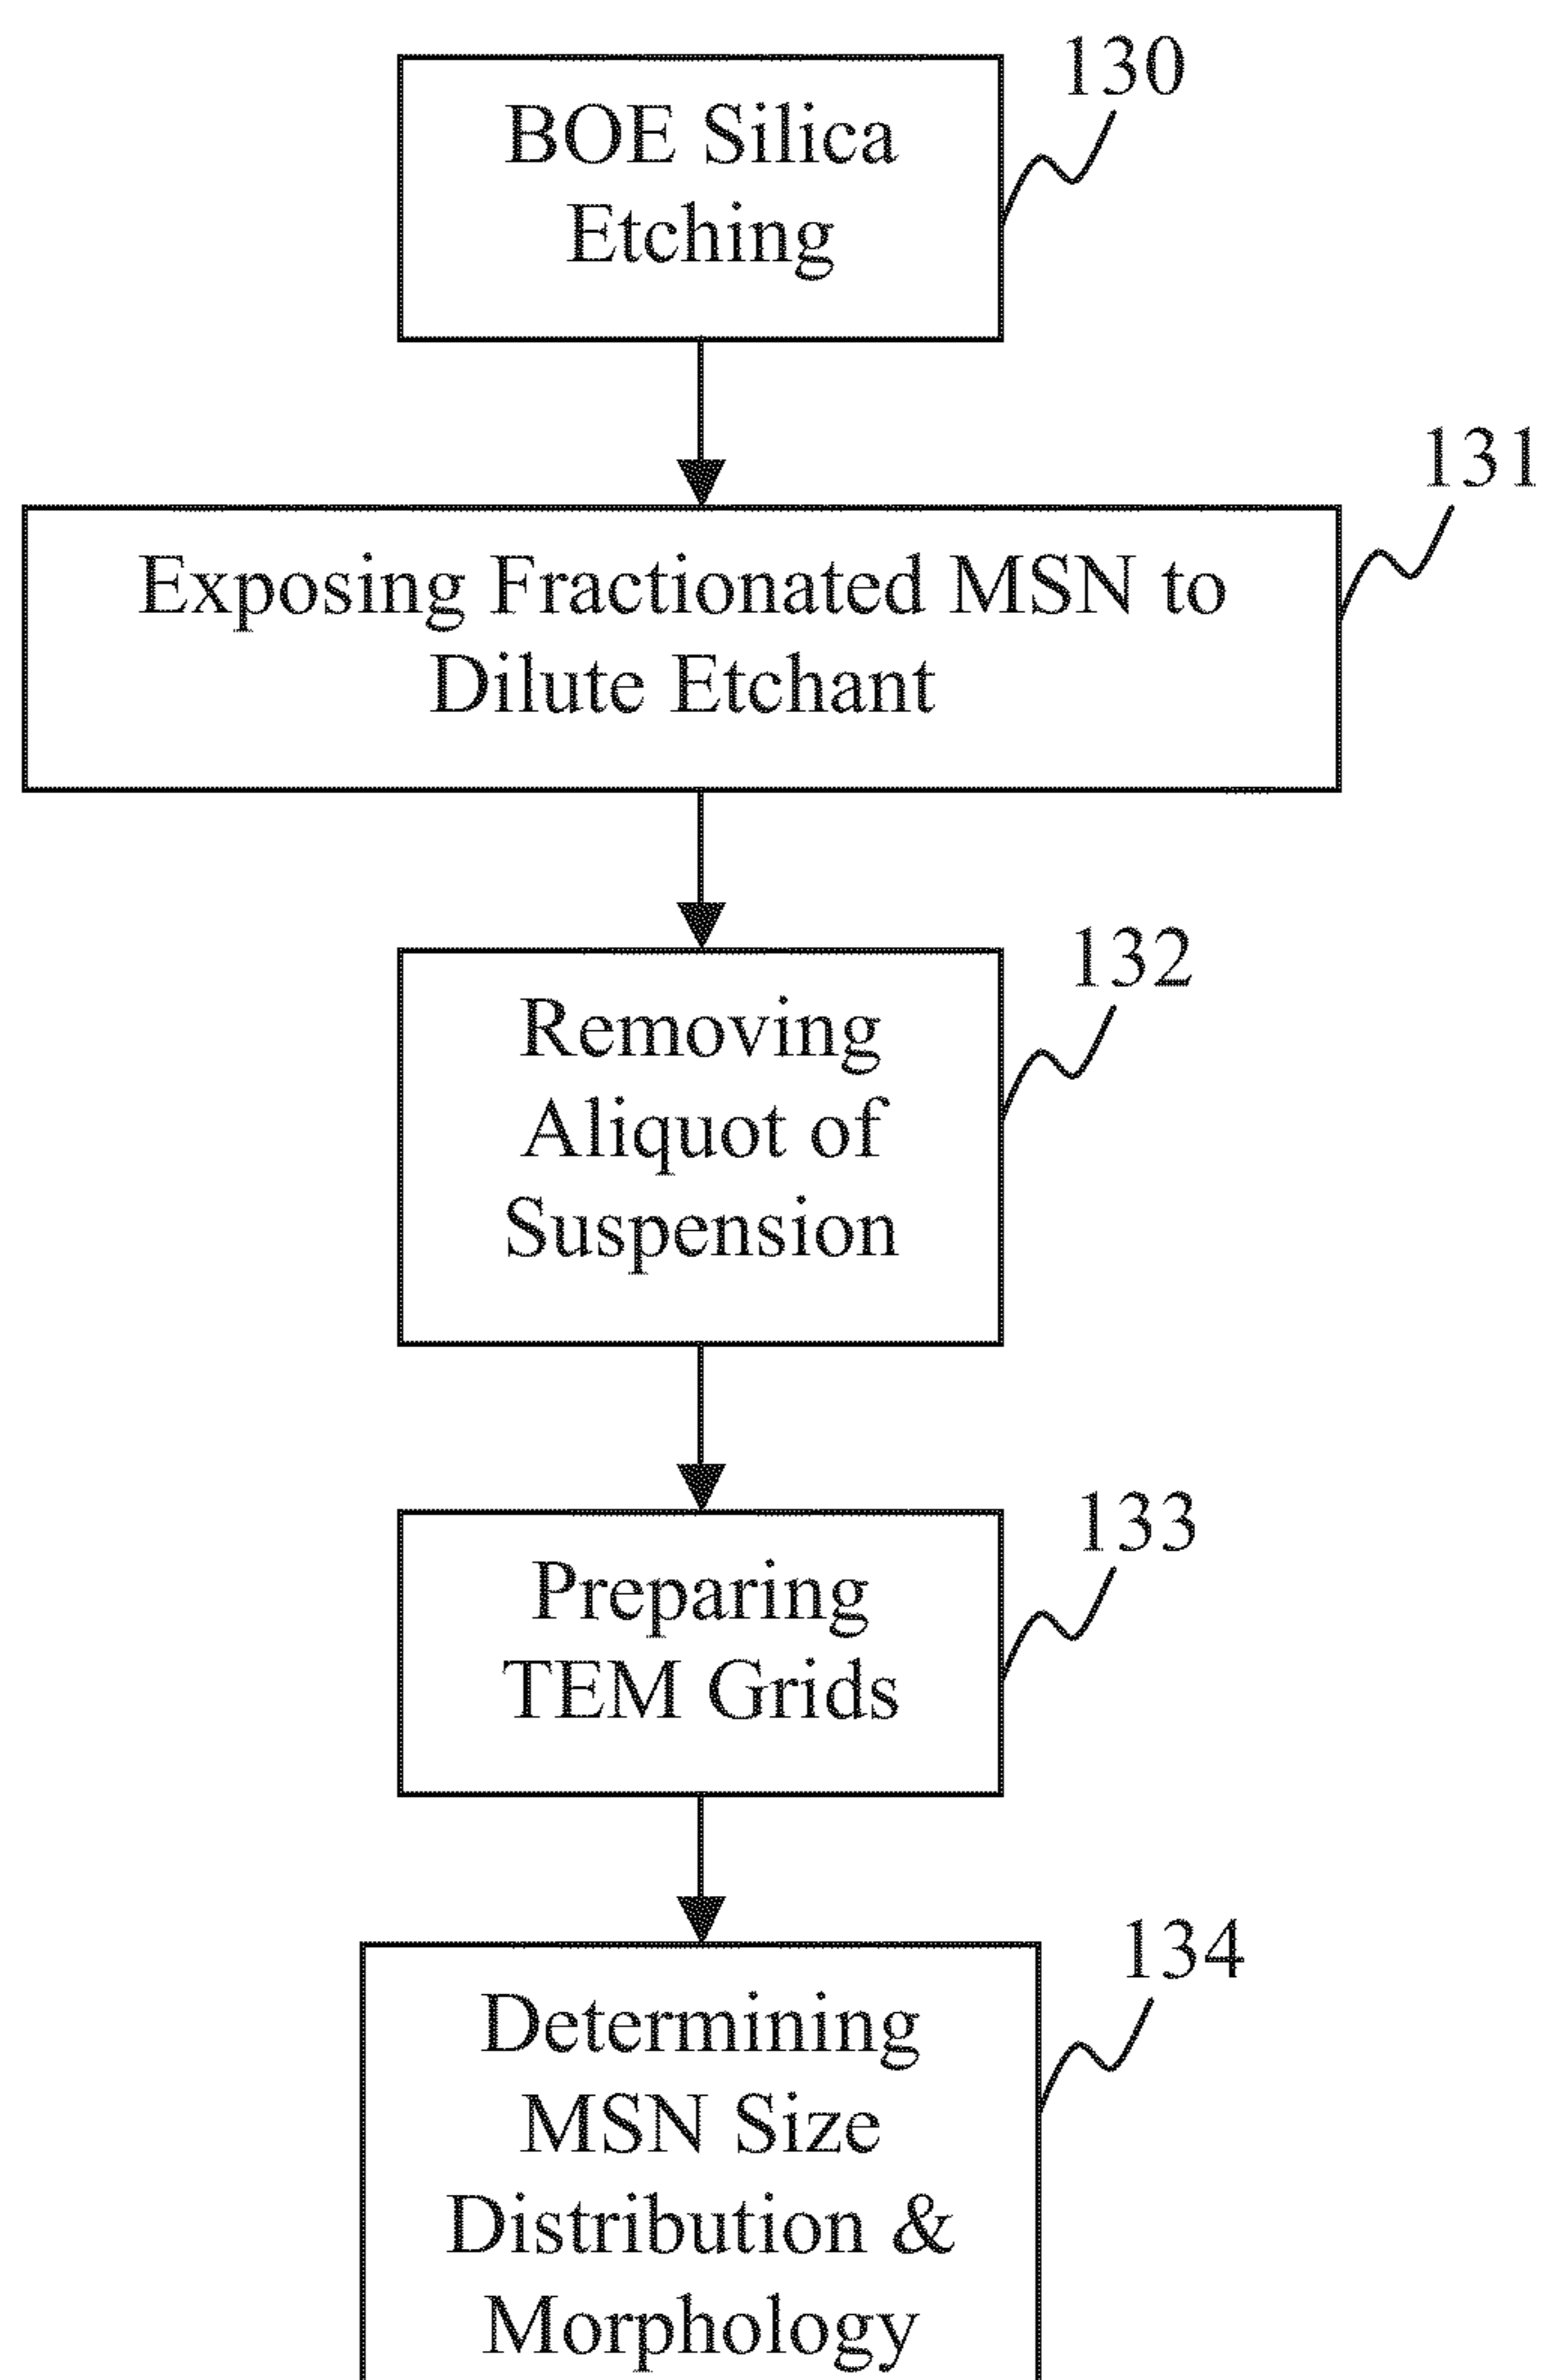 130
BOE Silica
Etching
131
Exposing Fractionated MSN to
Dilute Etchant
132
Removing
Aliquot of
Suspension
133
Preparing
TEM Grids
134
Determining
MSN Size
Distribution &
Morphology